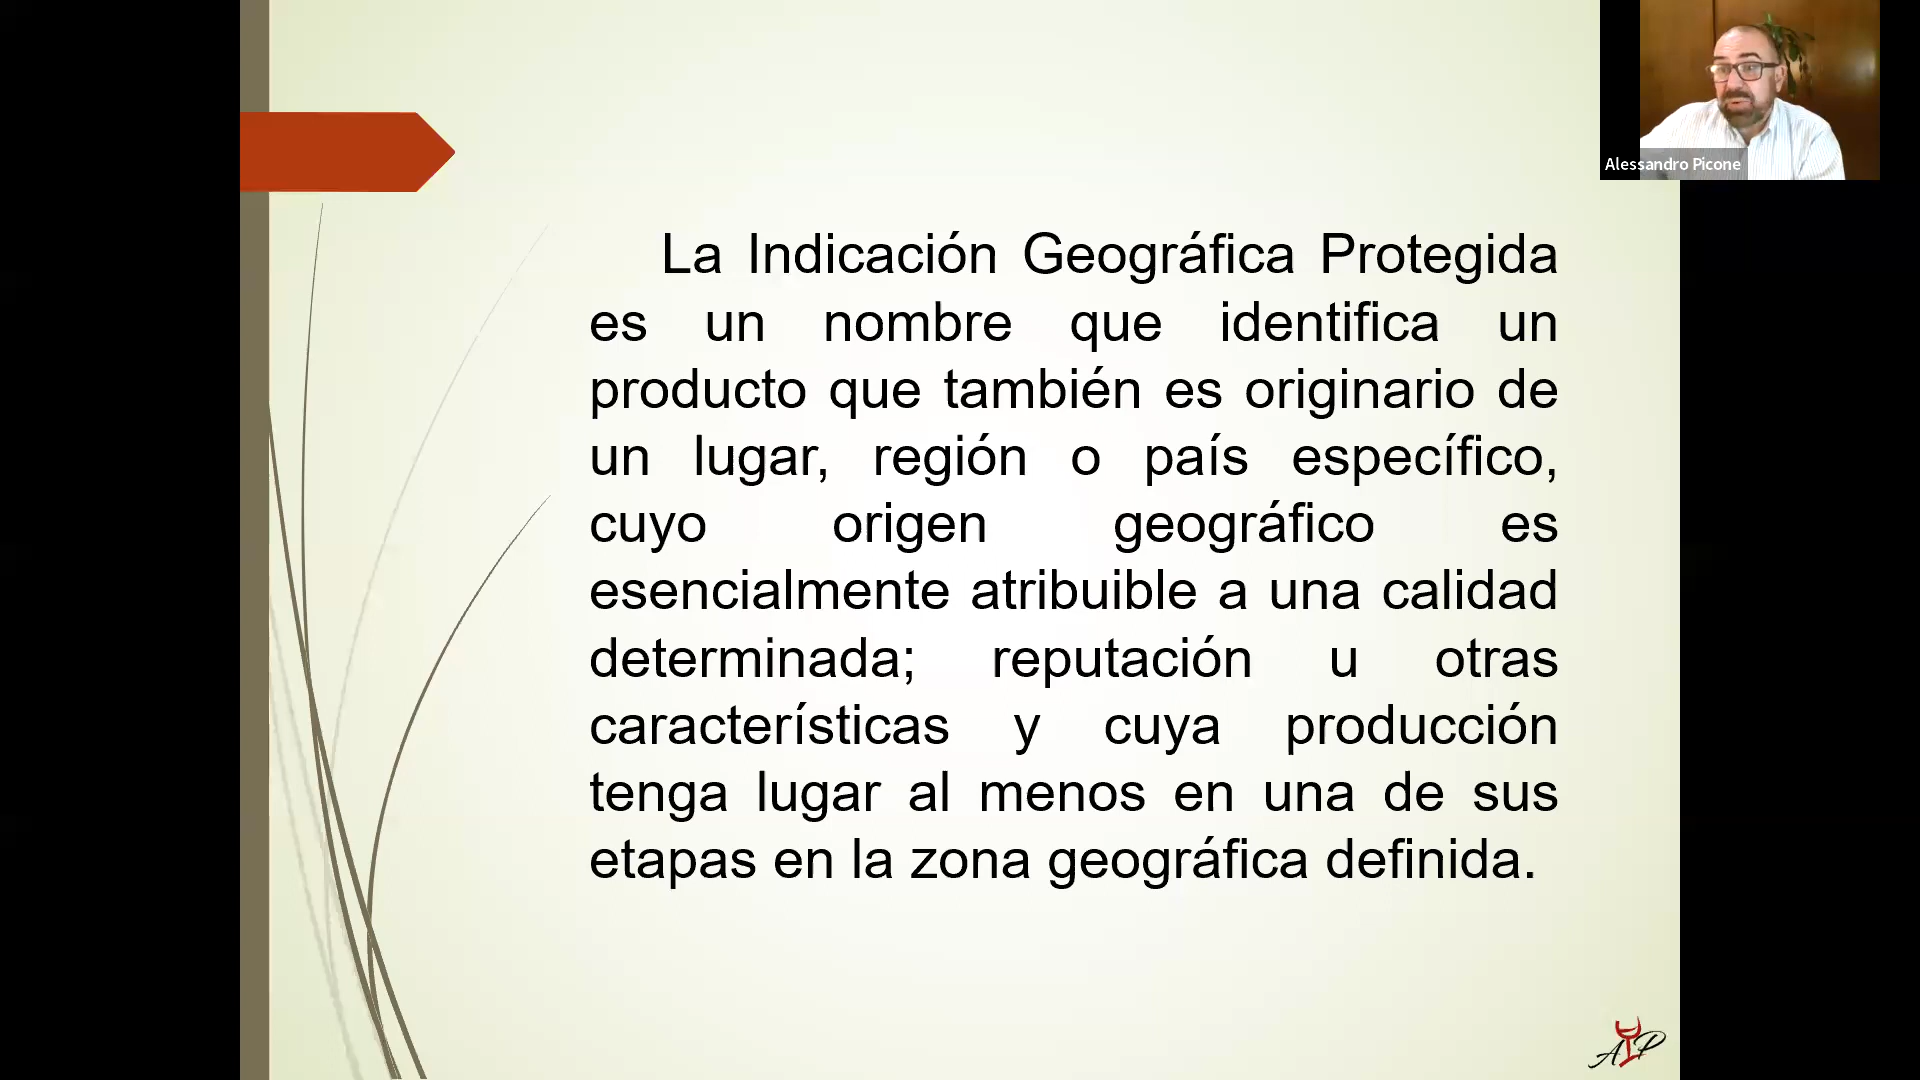 Alessandro Picone
La Indicación Geográfica Protegida
es un nombre que identifica un
producto que también es originario de
un lugar, región o país específico,
cuyo origen geográfico es
esencialmente atribuible a una calidad
determinada; reputación u otras
características y cuya producción
tenga lugar al menos en una de sus
etapas en la zona geográfica definida.
AP